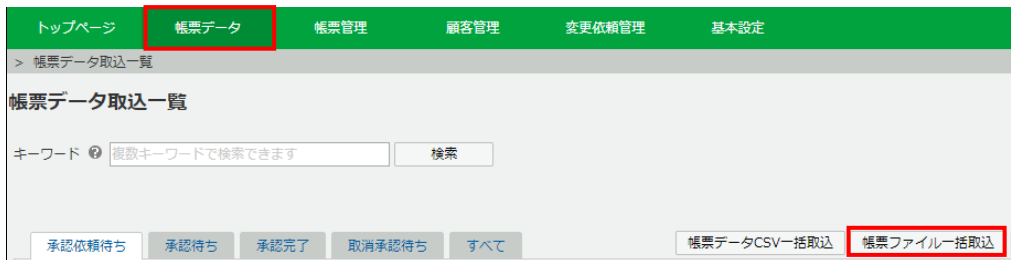 トップページ 帳票データ 帳票管理 顧客管理 変更依頼管理 基本設定
> 帳票データ取込一覧
帳票データ取込一覧
キーワード ? 複数キーワードで検索できます 検索
承認依頼待ち 承認待ち 承認完了 取消承認待ち すべて 帳票データCSV一括取込 帳票ファイル一括取込